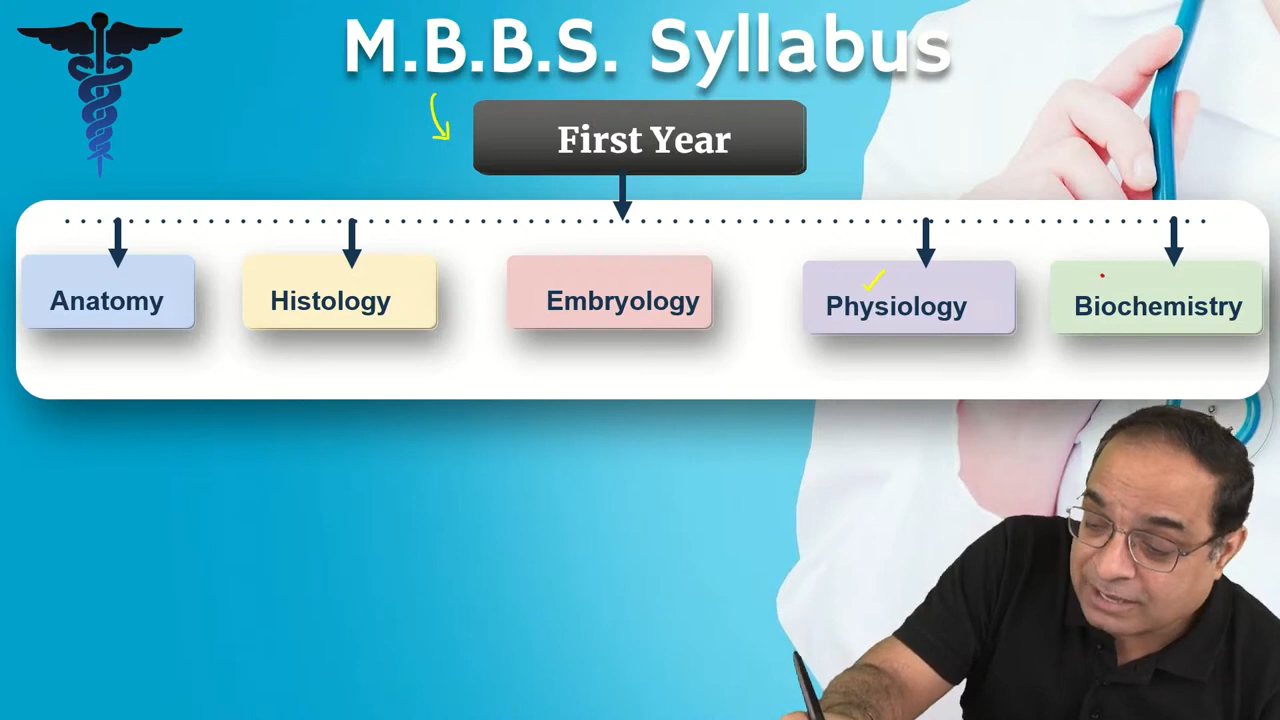 M.B.B.S. Syllabus
First Year
Anatomy
Histology
Embryology
Physiology
Biochemistry